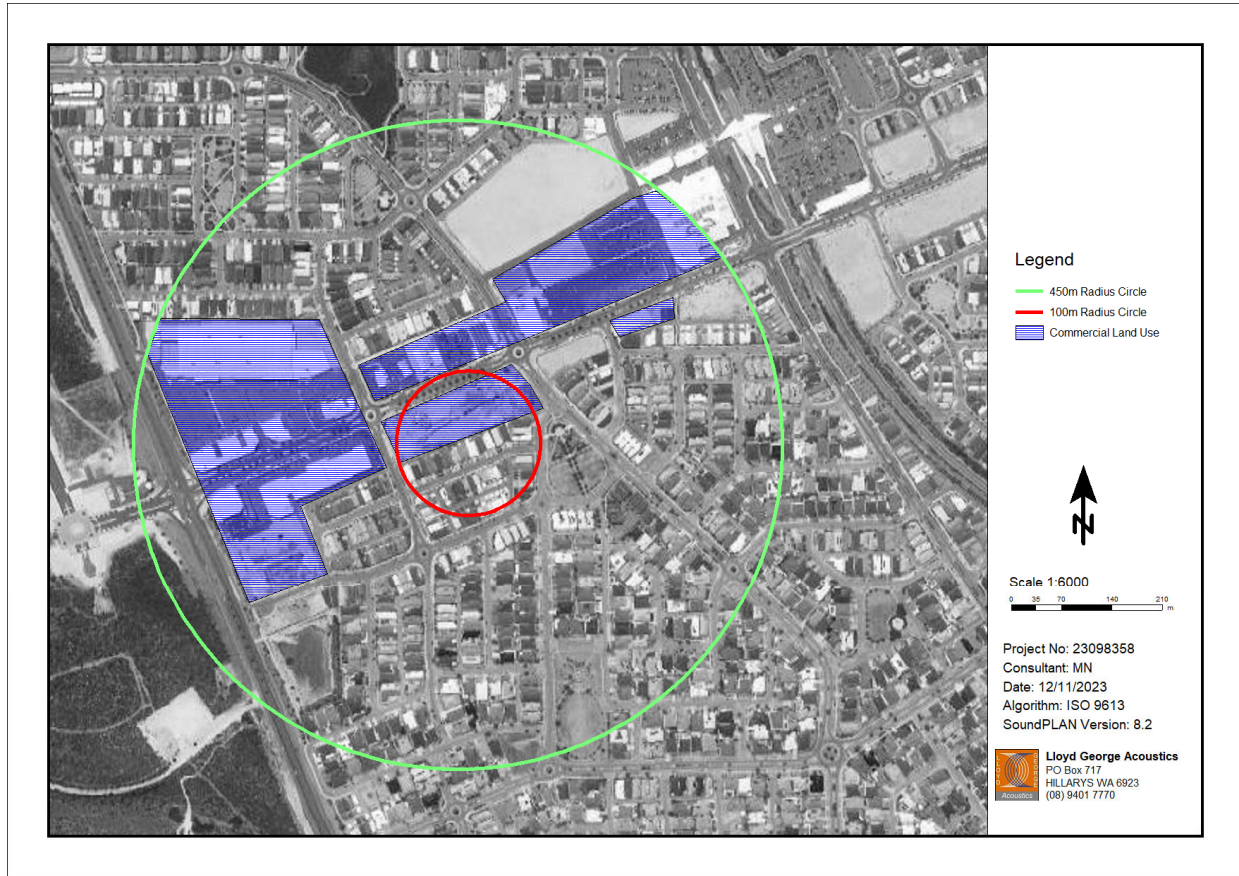 Legend
450m Radius Circle
100m Radius Circle
Commercial Land Use
N
Scale 1:6000
0 35 70 140 210
m
Project No: 23098358
Consultant: MN
Date: 12/11/2023
Algorithm: ISO 9613
SoundPLAN Version: 8.2
Lloyd George Acoustics
PO Box 717
HILLARYS WA 6923
(08) 9401 7770
Acoustics